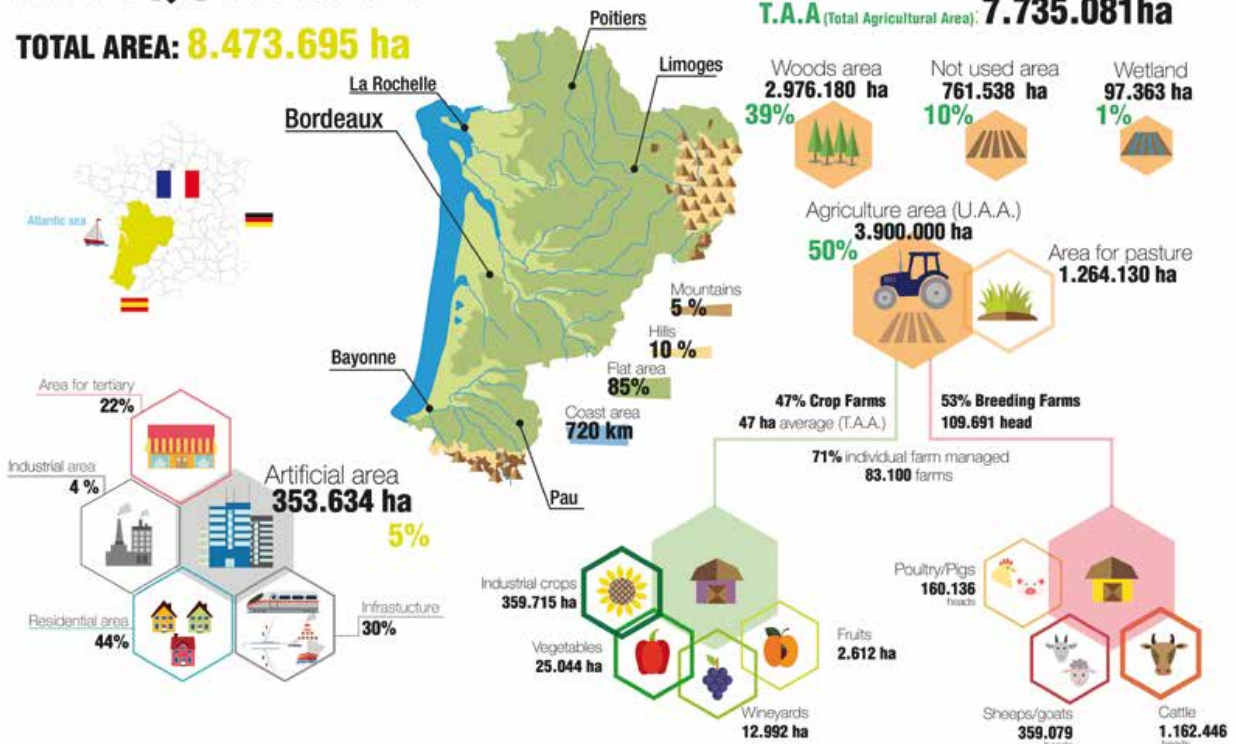 TOTAL AREA: 8.473.695 ha
T.A.A (Total Agricultural Area): 7.735.081ha
Poitiers
Limoges
La Rochelle
Bordeaux
Bayonne
Pau
Atlantic sea
Woods area
2.976.180 ha
39%
Not used area
761.538 ha
10%
Wetland
97.363 ha
1%
Agriculture area (U.A.A.)
3.900.000 ha
50%
Area for pasture
1.264.130 ha
Mountains
5 %
Hills
10 %
Flat area
85%
Coast area
720 km
47% Crop Farms
47 ha average (T.A.A.)
53% Breeding Farms
109.691 head
71% individual farm managed
83.100 farms
Area for tertiary
22%
Industrial area
4 %
Artificial area
353.634 ha
5%
Residential area
44%
Infrastucture
30%
Industrial crops
359.715 ha
Vegetables
25.044 ha
Wineyards
12.992 ha
Fruits
2.612 ha
Poultry/Pigs
160.136
heads
Sheeps/goats
359.079
Cattle
1.162.446